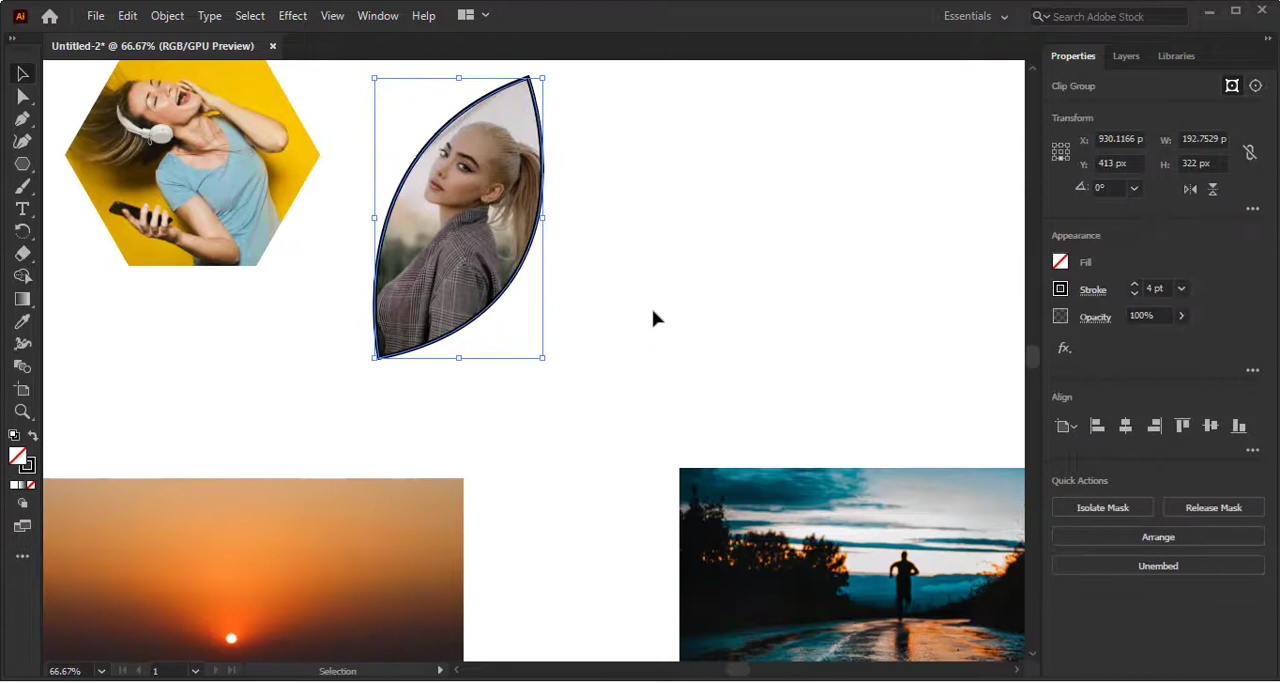 Ai File Edit Object Type Select Effect View Window Help Essentials Search Adobe Stock
Untitled-2* @ 66.67% (RGB/GPU Preview) ×
Properties Layers Libraries
Clip Group
Transform
X: 930.1166 p W: 192.7529 p
Y: 413 px H: 322 px
0°
Appearance
Fill
Stroke 4 pt
Opacity 100%
fx.
Align
Quick Actions
Isolate Mask Release Mask
Arrange
Unembed
66.67% 1 Selection